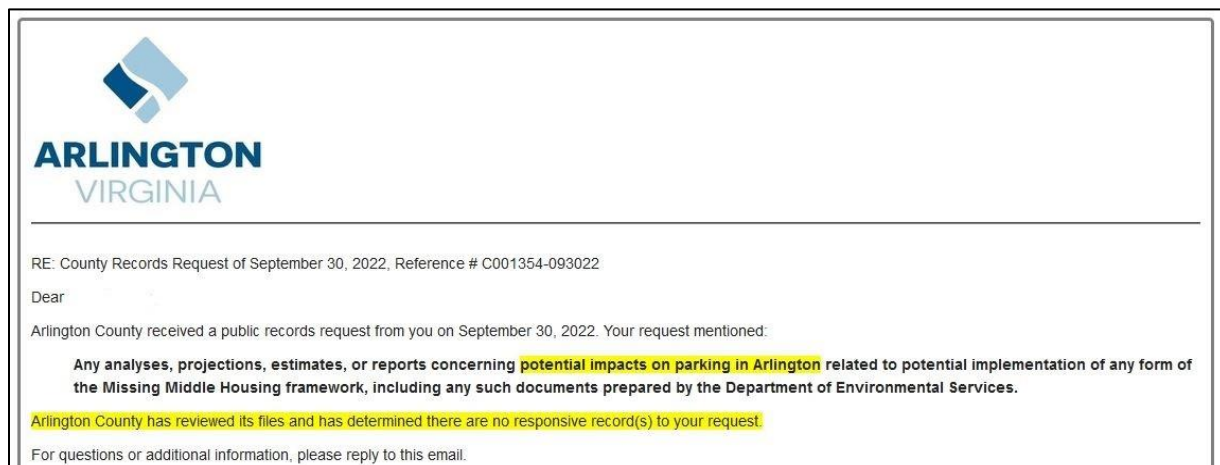 ARLINGTON
VIRGINIA
RE: County Records Request of September 30, 2022, Reference # C001354-093022
Dear
Arlington County received a public records request from you on September 30, 2022. Your request mentioned:
Any analyses, projections, estimates, or reports concerning potential impacts on parking in Arlington related to potential implementation of any form of
the Missing Middle Housing framework, including any such documents prepared by the Department of Environmental Services.
Arlington County has reviewed its files and has determined there are no responsive record(s) to your request.
For questions or additional information, please reply to this email.